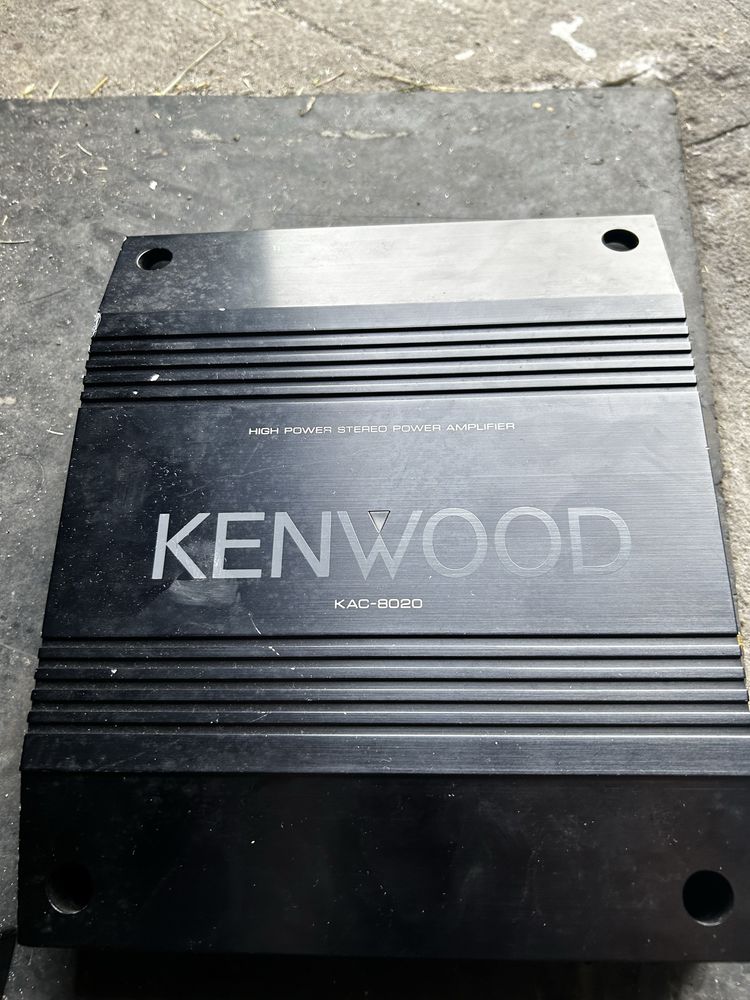 HIGH POWER STEREO POWER AMPLIFIER
KENWOOD
KAC-8020